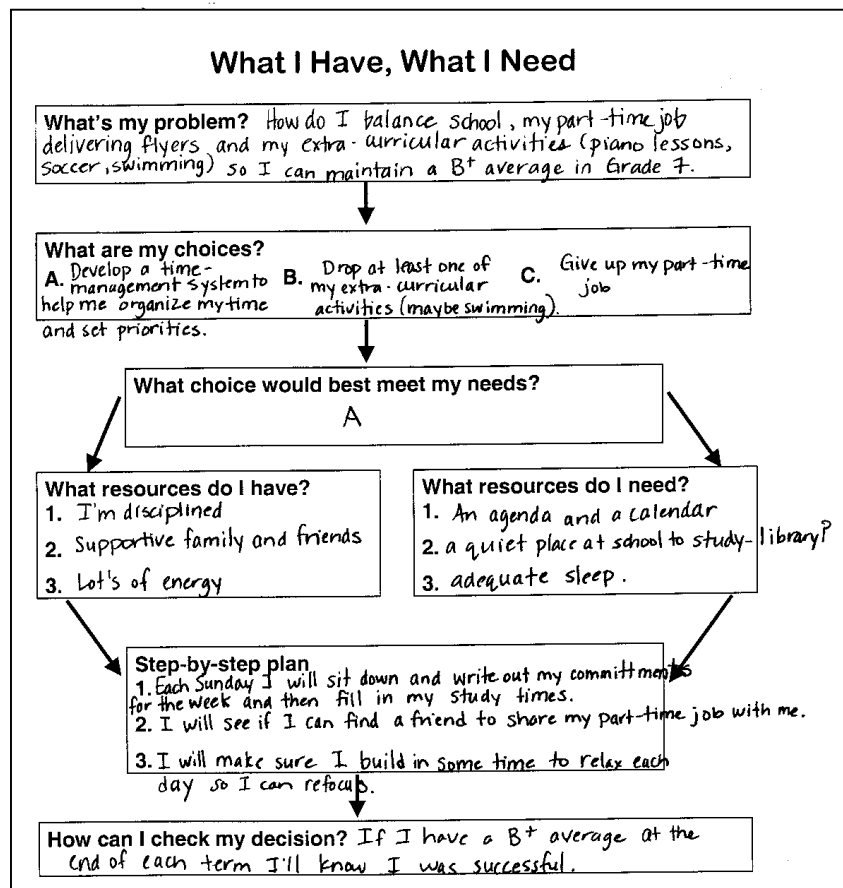 What I Have, What I Need
What's my problem? How do I balance school, my part-time job
delivering flyers and my extra-curricular activities (piano lessons,
soccer, swimming) so I can maintain a B+ average in Grade 7.
What are my choices?
A. Develop a time-
management system to
help me organize my time
and set priorities.
B. Drop at least one of
my extra-curricular
activities (maybe swimming).
C. Give up my part-time
job
What choice would best meet my needs?
A
What resources do I have?
1. I'm disciplined
2. Supportive family and friends
3. Lot's of energy
What resources do I need?
1. An agenda and a calendar
2. a quiet place at school to study- library?
3. adequate sleep.
Step-by-step plan
1. Each Sunday I will sit down and write out my committments
for the week and then fill in my study times.
2. I will see if I can find a friend to share my part-time job with me.
3. I will make sure I build in some time to relax each
day so I can refocus.
How can I check my decision? If I have a B+ average at the
end of each term I'll know I was successful.